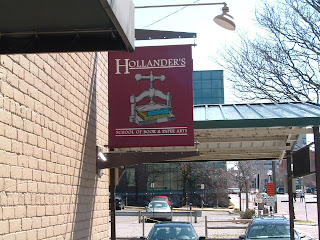 HOLLANDER'S
SCHOOL OF BOOK & PAPER ARTS